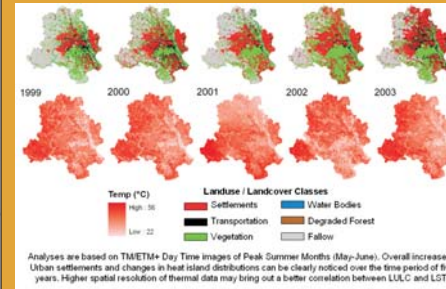 1999 2000 2001 2002 2003
Temp (°C)
High : 56
Low : 22
Landuse / Landcover Classes
Settlements
Water Bodies
Transportation
Degraded Forest
Vegetation
Fallow
Analyses are based on TM/ETM+ Day Time images of Peak Summer Months (May-June). Overall increase
Urban settlements and changes in heat island distributions can be clearly noticed over the time period of
years. Higher spatial resolution of thermal data may bring out a better correlation between LULC and LST